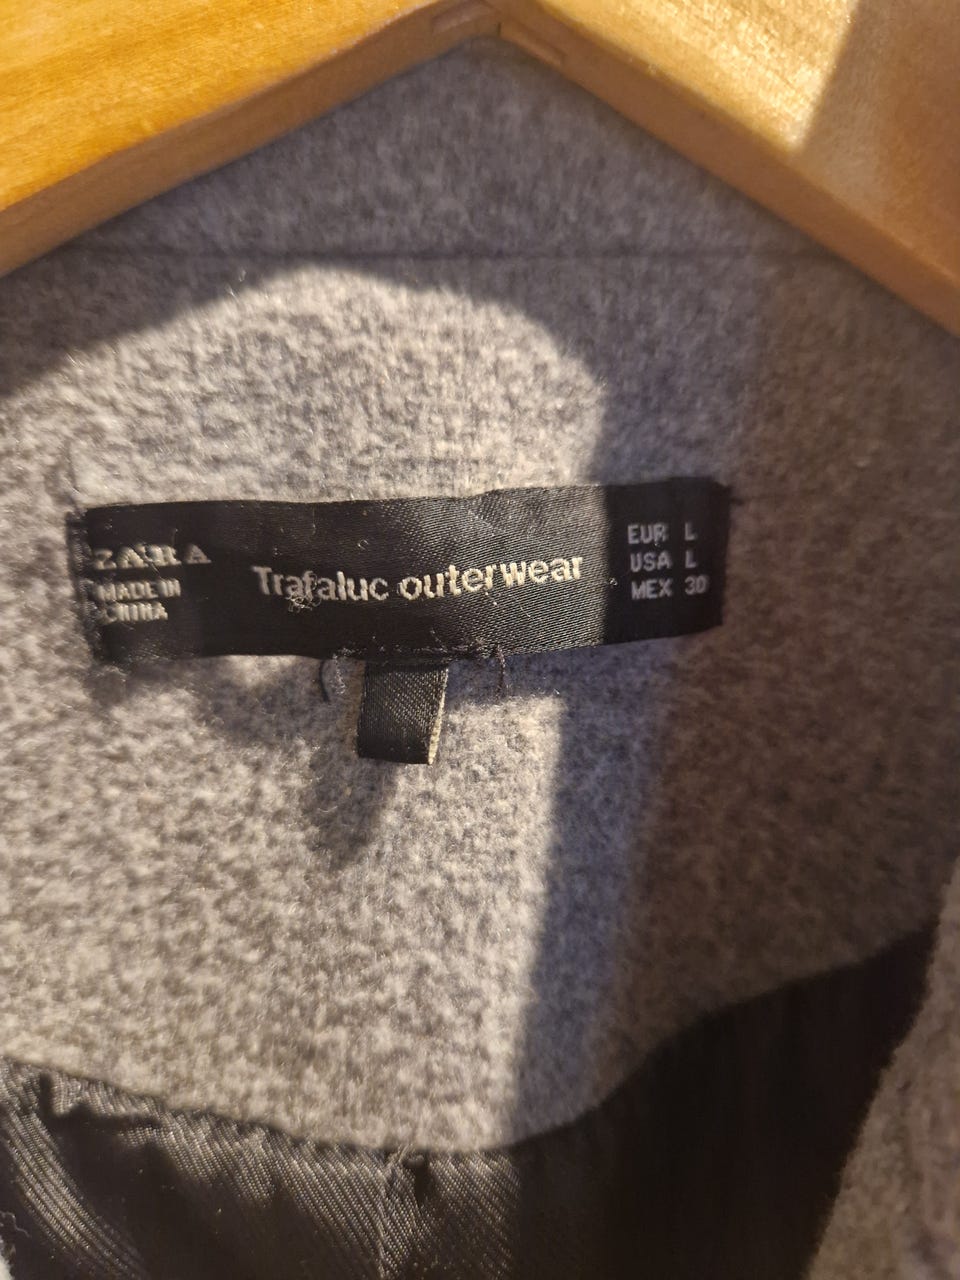 ZARA
MADE IN
CHINA
Trafaluc outerwear
EUR L
USA L
MEX 30